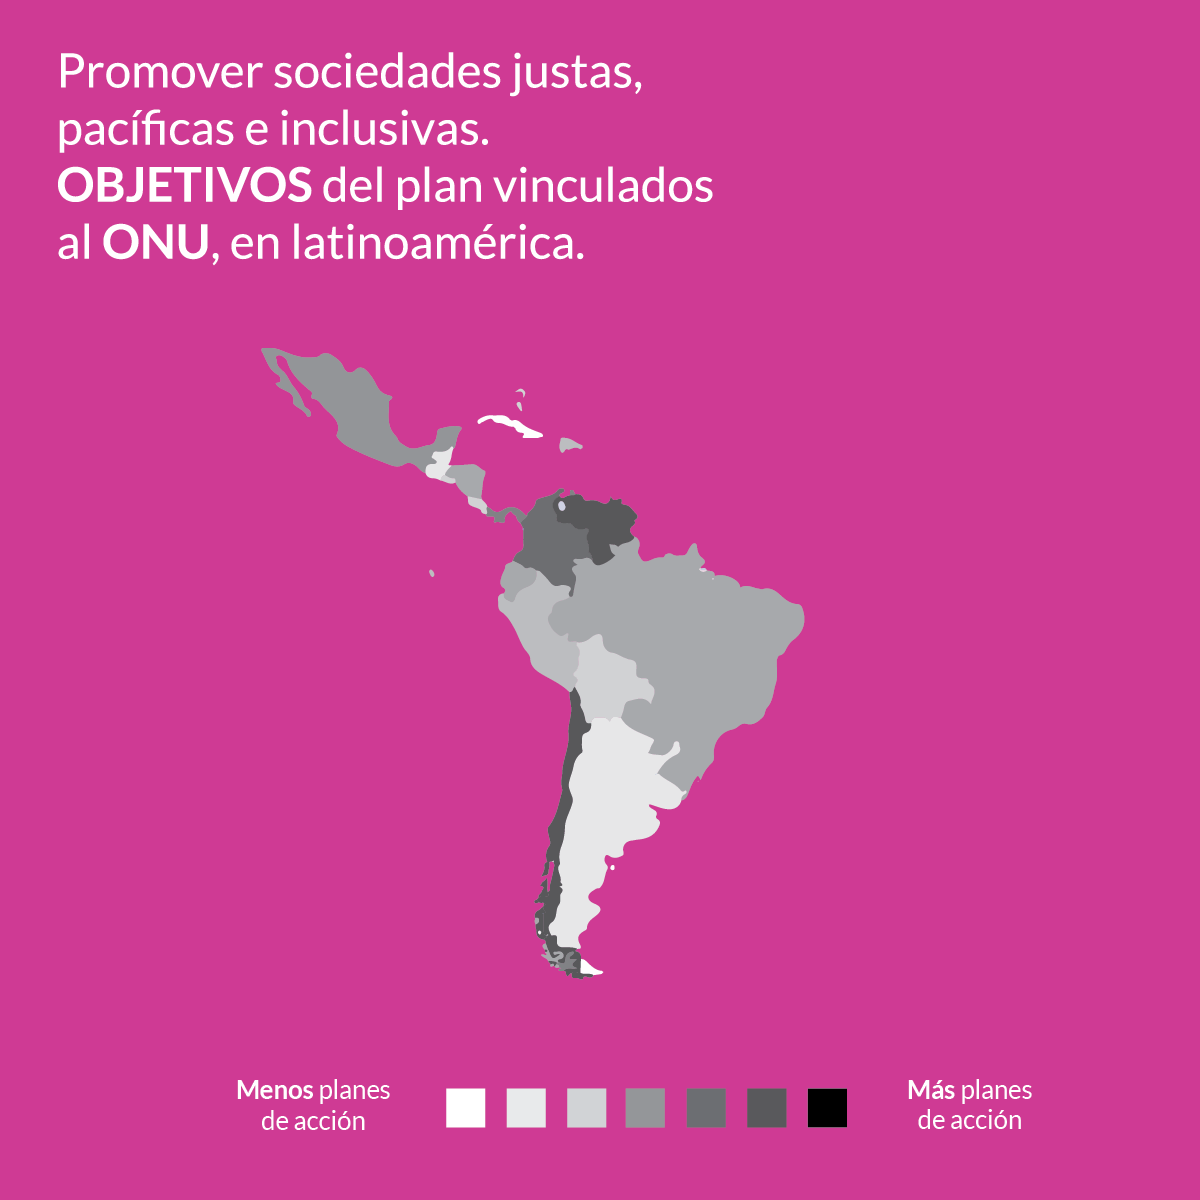 Promover sociedades justas,
pacíficas e inclusivas.
OBJETIVOS del plan vinculados
al ONU, en latinoamérica.
Menos planes
de acción
Más planes
de acción